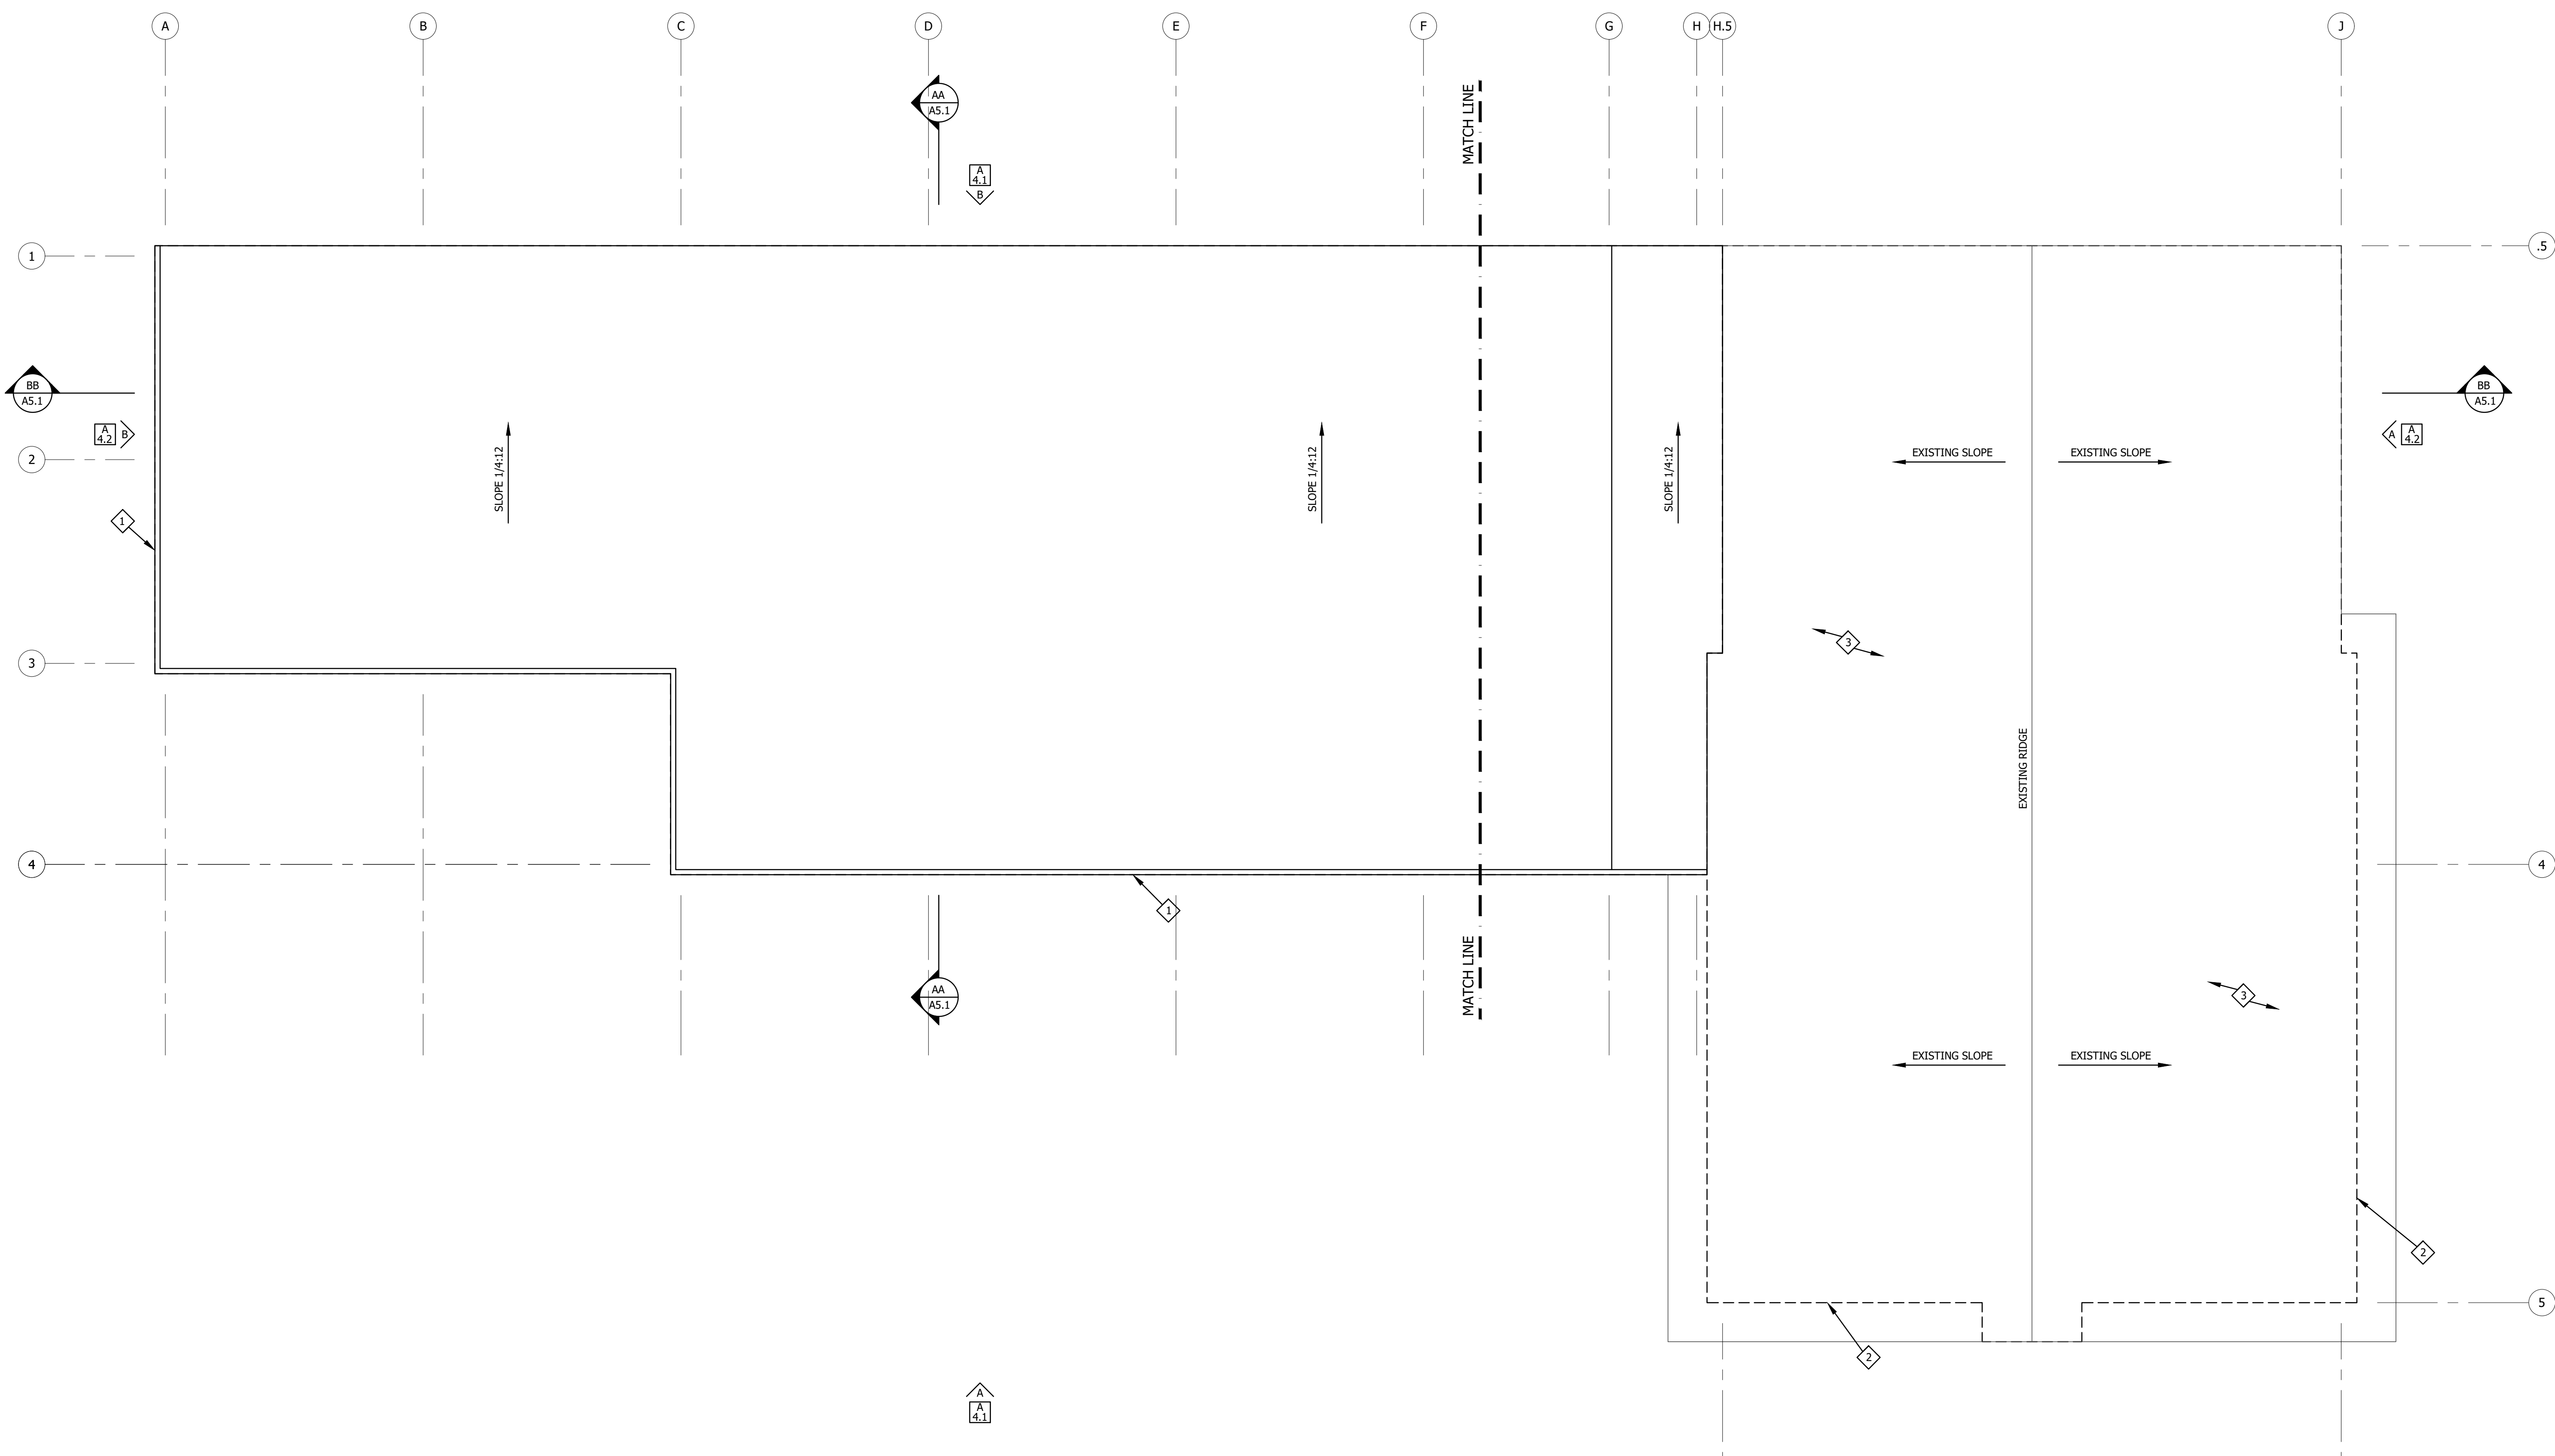 A
B
C
D
E
F
G
H
H.5
J
AA
A5.1
MATCH LINE
A
4.1
B
1
.5
BB
A5.1
BB
A5.1
A
4.2
B
A
A
4.2
2
SLOPE 1/4:12
SLOPE 1/4:12
SLOPE 1/4:12
EXISTING SLOPE
EXISTING SLOPE
1
3
3
EXISTING RIDGE
4
4
1
MATCH LINE
AA
A5.1
3
EXISTING SLOPE
EXISTING SLOPE
2
5
2
A
A
4.1